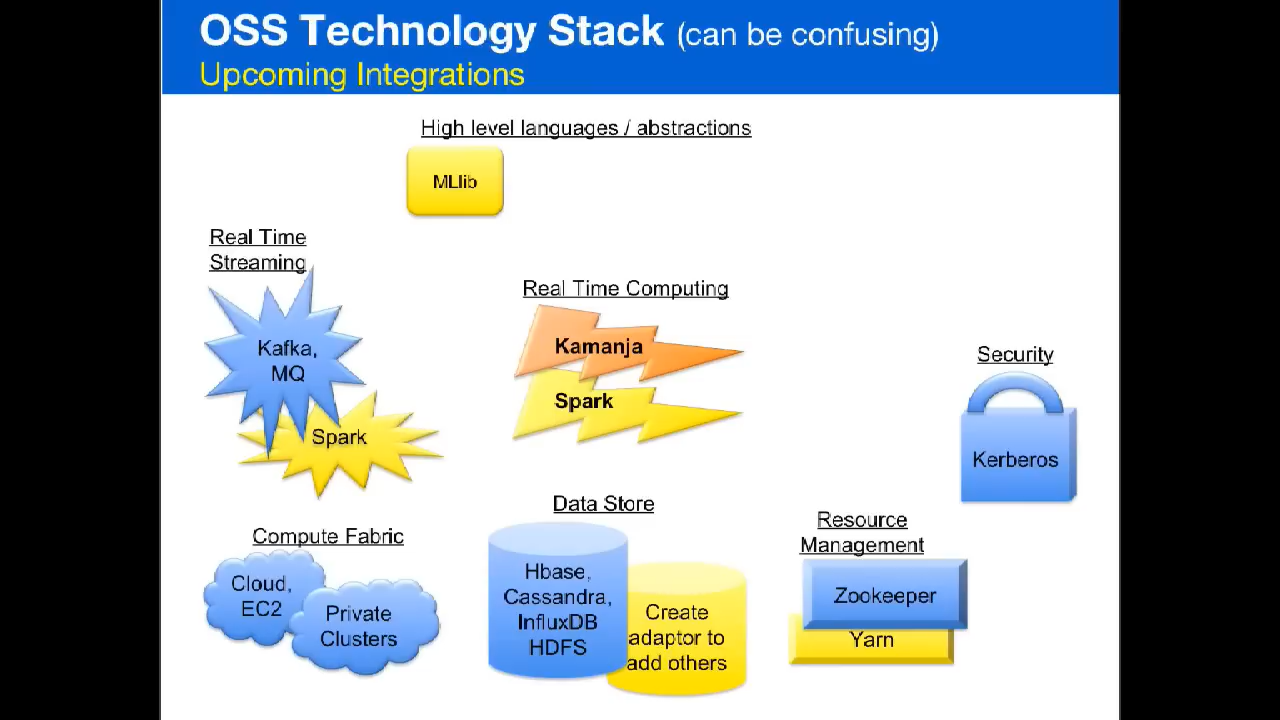 OSS Technology Stack (can be confusing)
Upcoming Integrations
High level languages / abstractions
MLlib
Real Time
Streaming
Kafka,
MQ
Spark
Real Time Computing
Kamanja
Spark
Security
Kerberos
Compute Fabric
Cloud,
EC2
Private
Clusters
Data Store
Hbase,
Cassandra,
InfluxDB
HDFS
Create
adaptor to
add others
Resource
Management
Zookeeper
Yarn